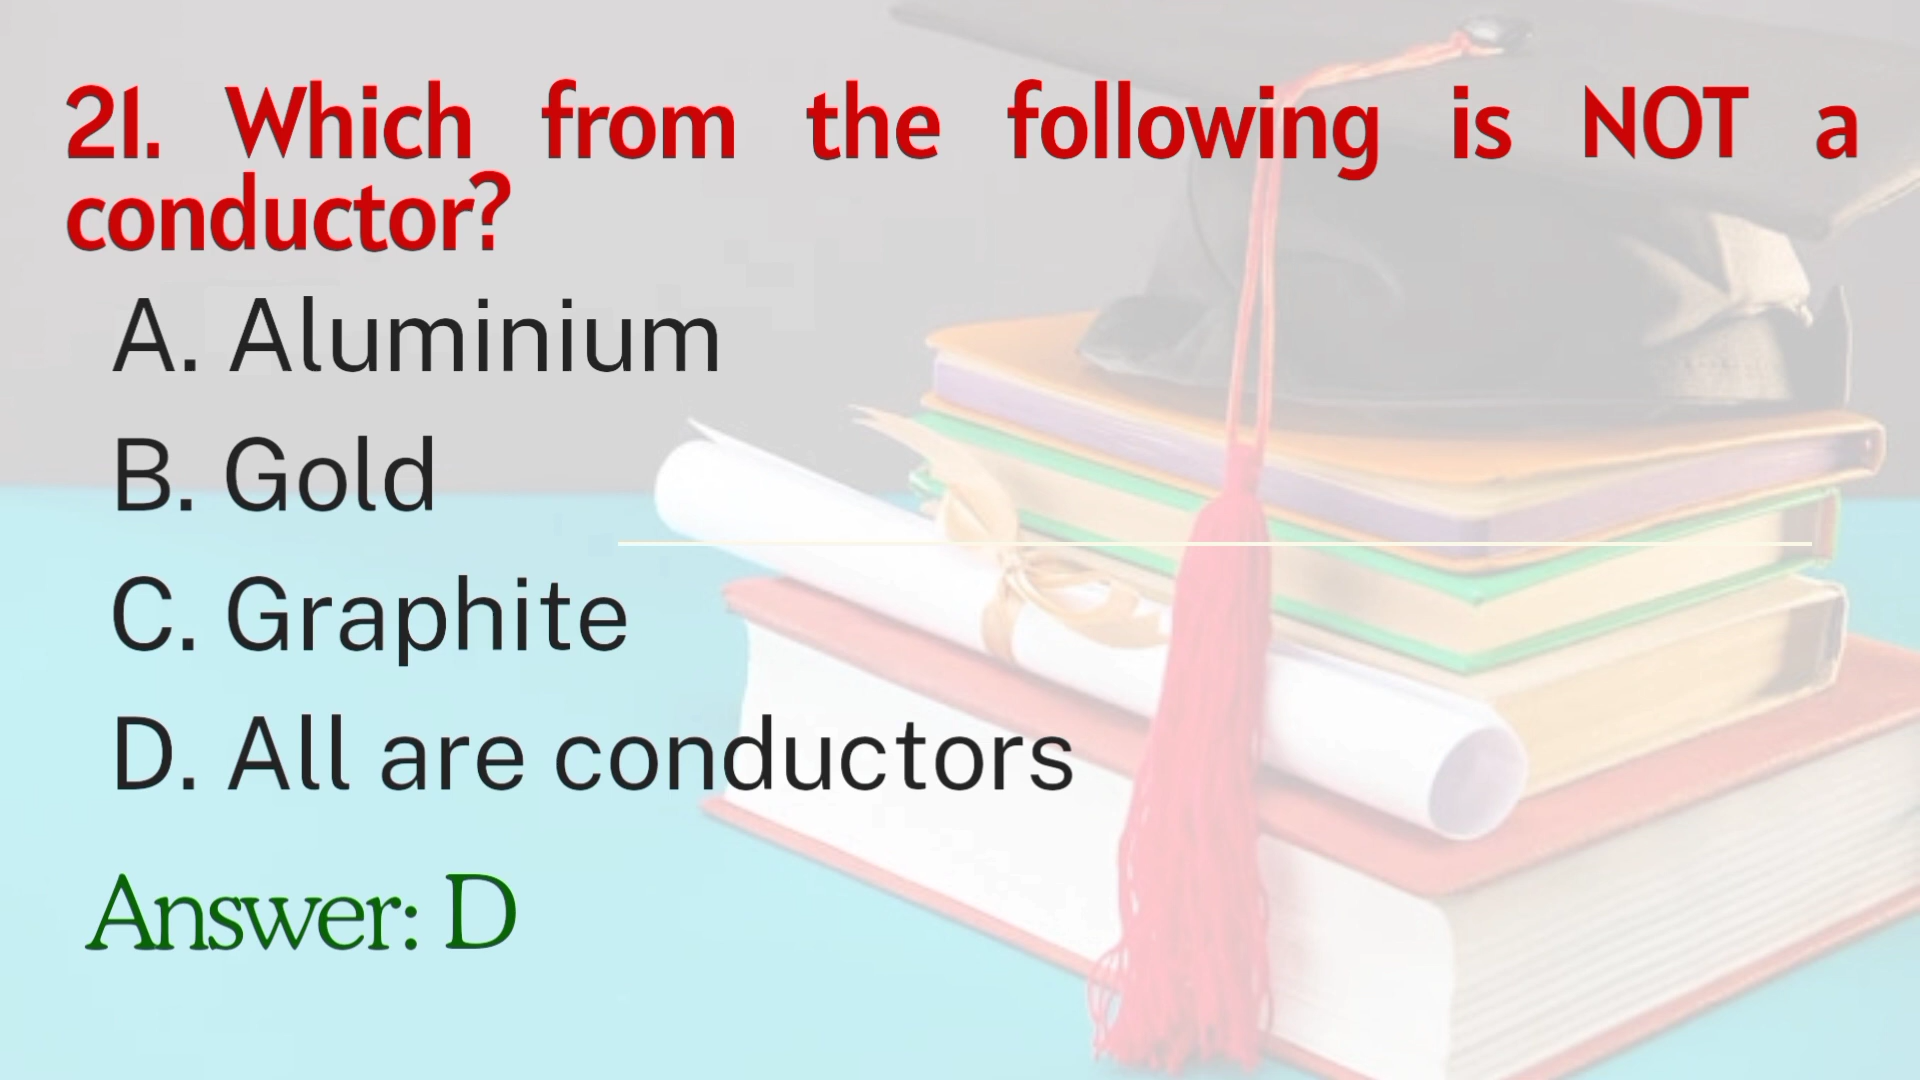 21. Which from the following is NOT a
conductor?
A. Aluminium
B. Gold
C. Graphite
D. All are conductors
Answer: D